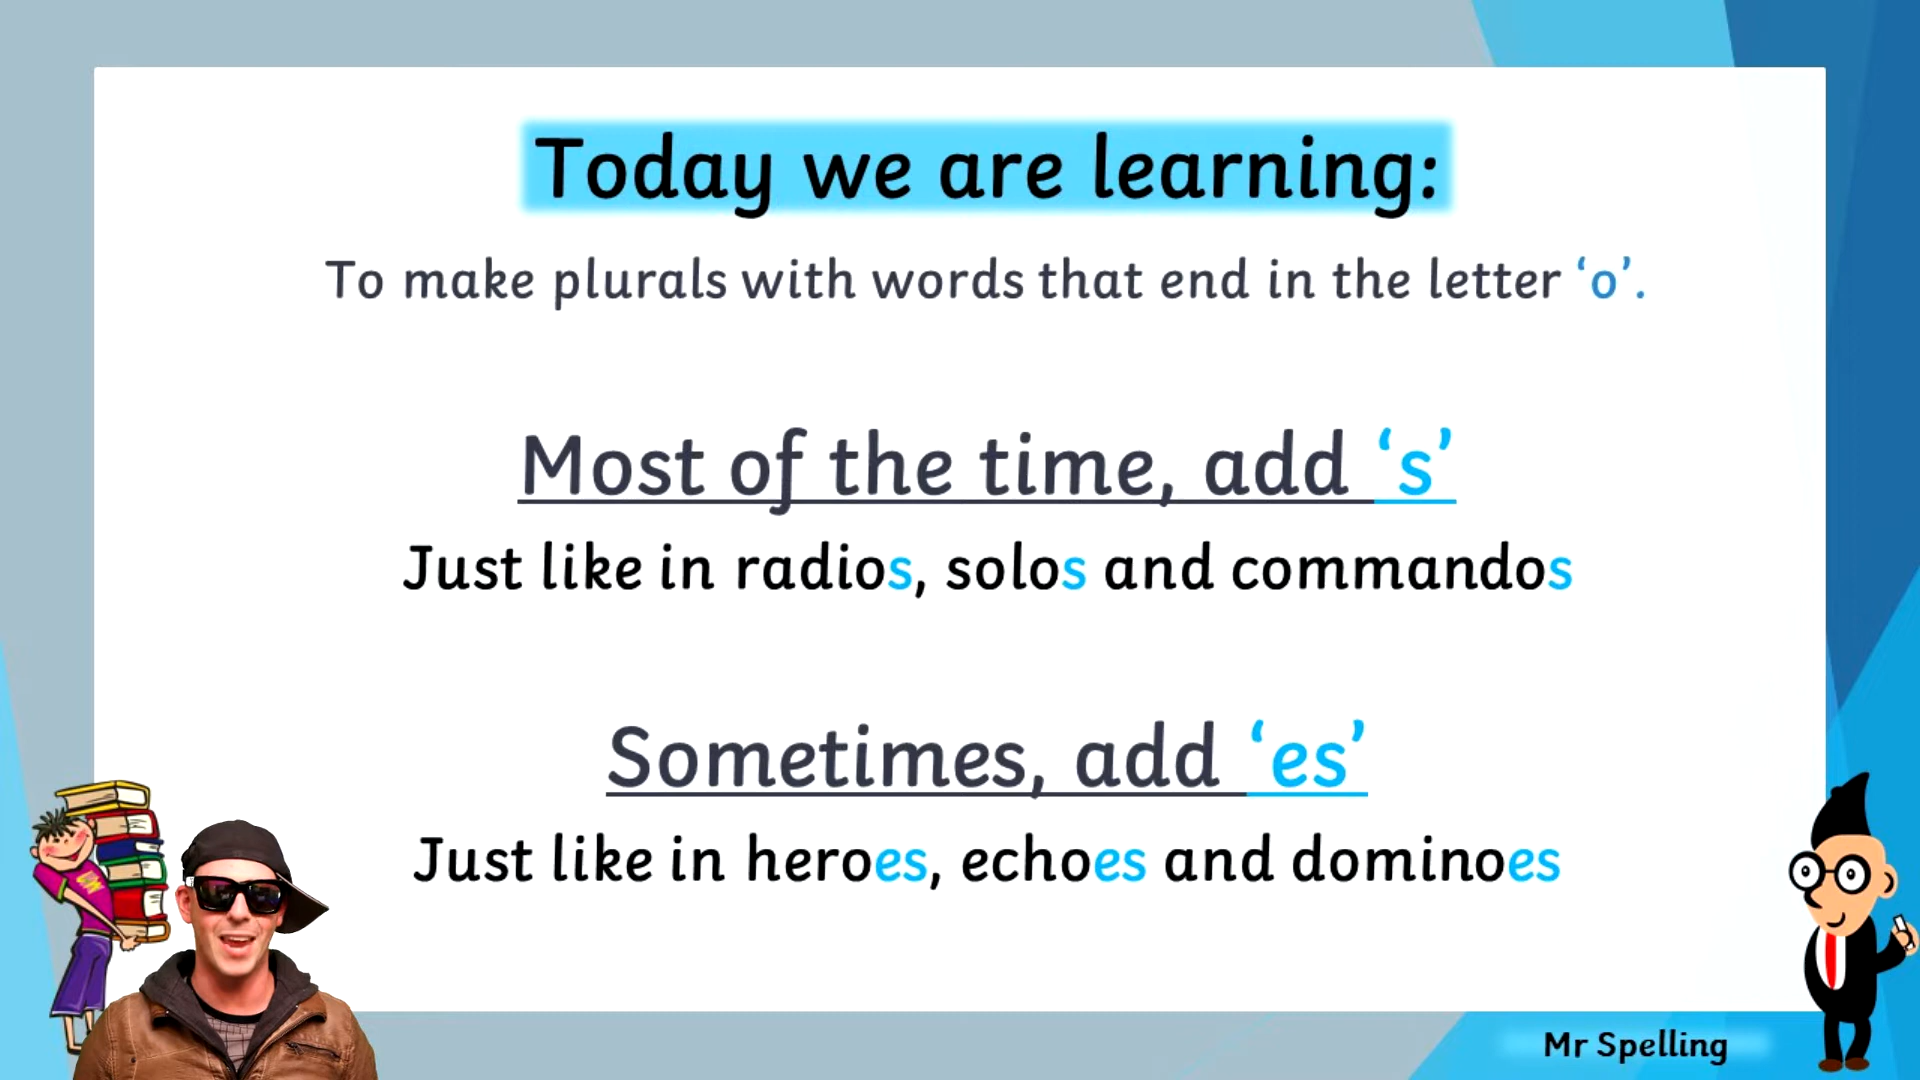 Today we are learning:
To make plurals with words that end in the letter ‘o’.
Most of the time, add ‘s’
Just like in radios, solos and commandos
Sometimes, add ‘es’
Just like in heroes, echoes and dominoes
Mr Spelling